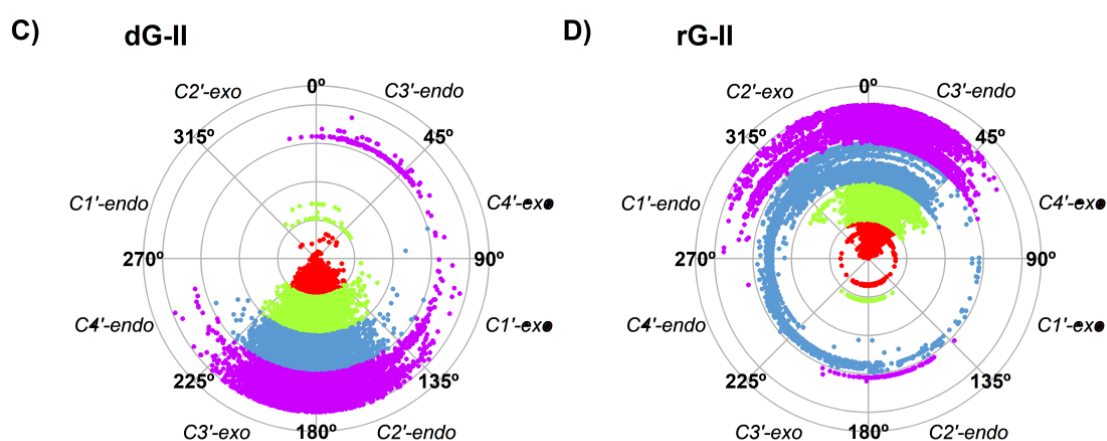 C) dG-II
0º
C2'-exo C3'-endo
315º 45º
C1'-endo C4'-exo
270º 90º
C4'-endo C1'-exo
225º 135º
C3'-exo C2'-endo
180º
D) rG-II
0º
C2'-exo C3'-endo
315º 45º
C1'-endo C4'-exo
270º 90º
C4'-endo C1'-exo
225º 135º
C3'-exo C2'-endo
180º